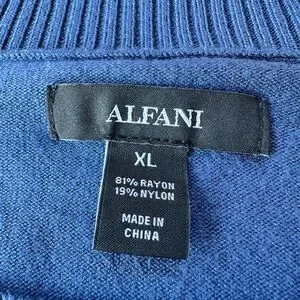 ALFANI
XL
81% RAYON
19% NYLON
MADE IN
CHINA